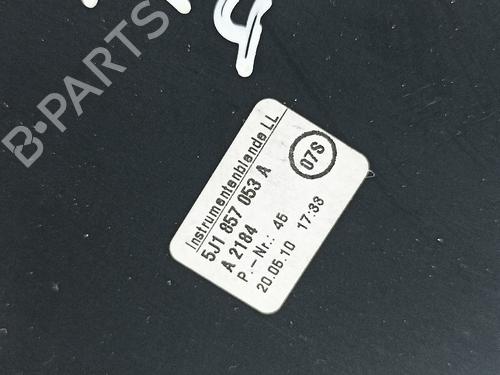 B-PARTS
Instrumentenblende LL
5J1 857 053 A
A 2184
07S
P.-Nr.: 45
20.05.10 17:33